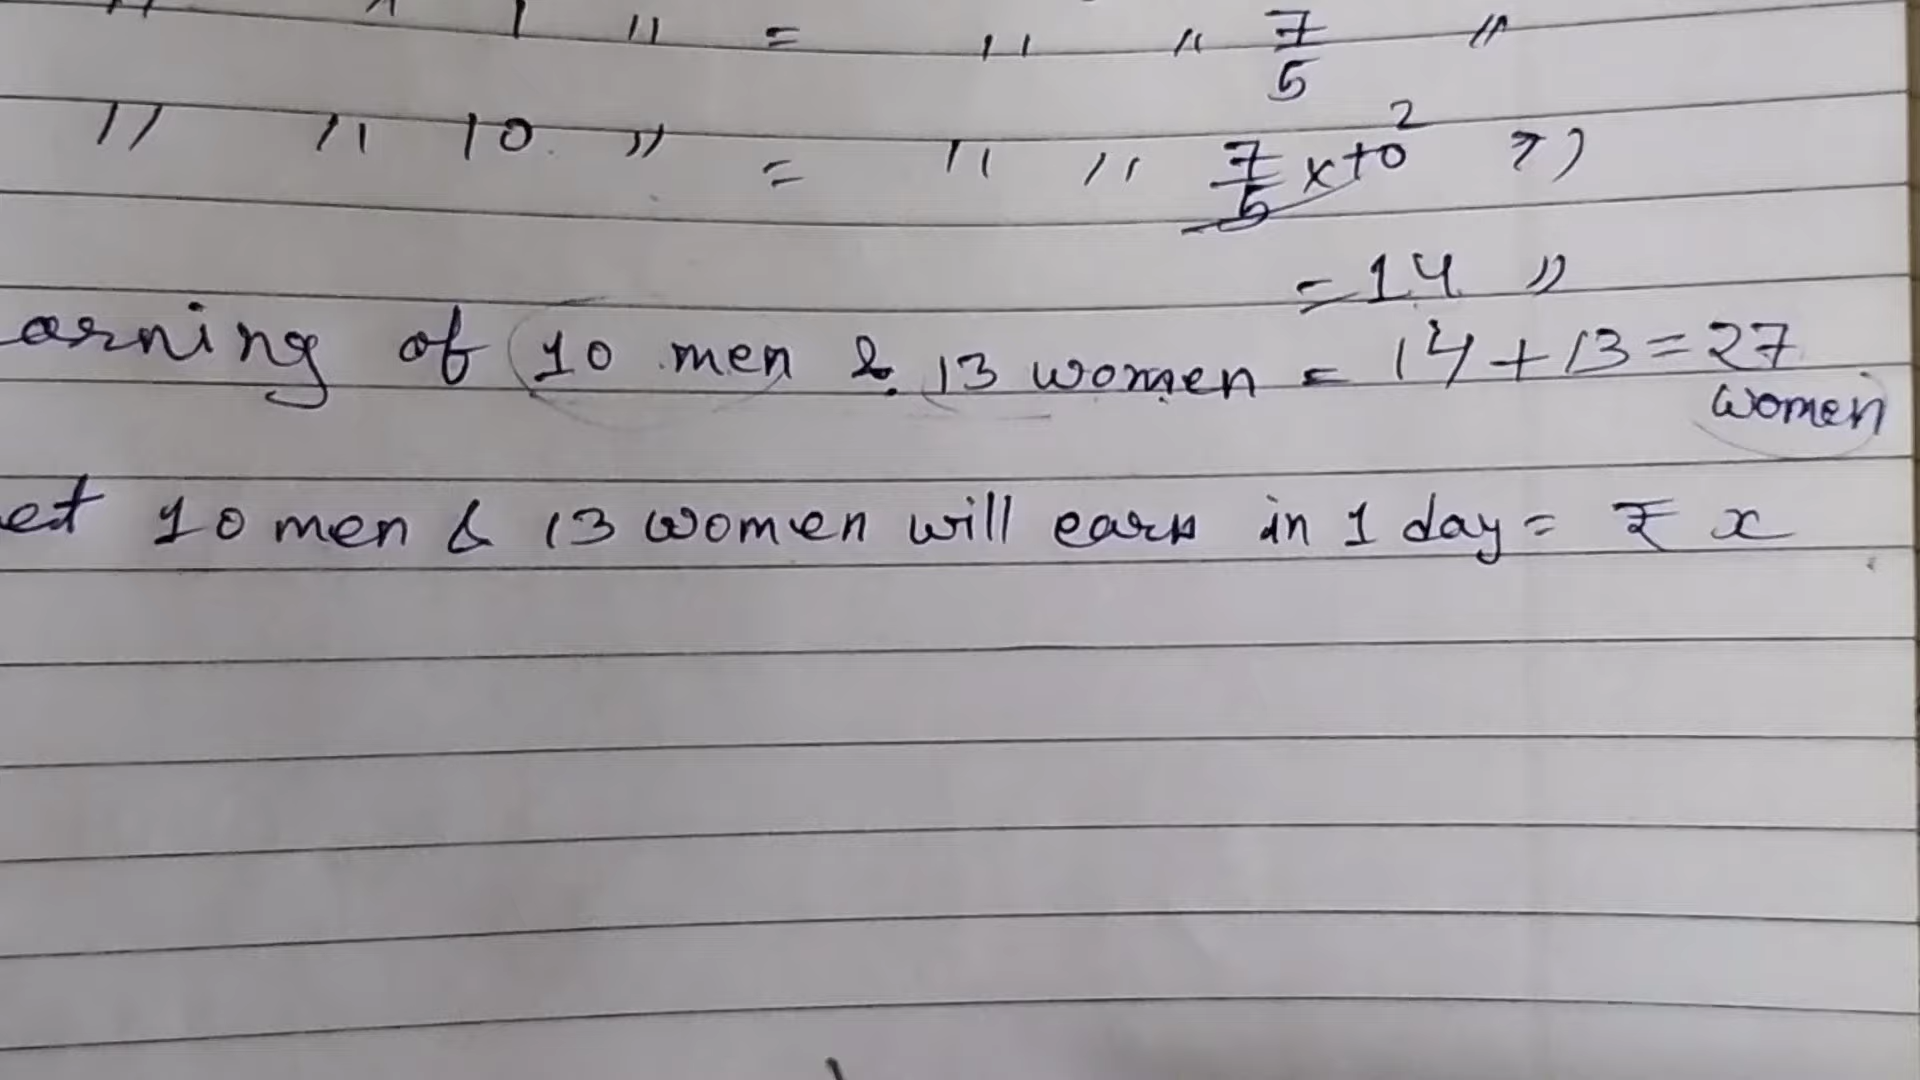 " " 1 " = " " 7/5 "
" " 10 " = " " 7/5 × 10 2 "
= 14 "
arning of 10 men & 13 women = 14 + 13 = 27 women
et 10 men & 13 women will earn in 1 day = ₹ x